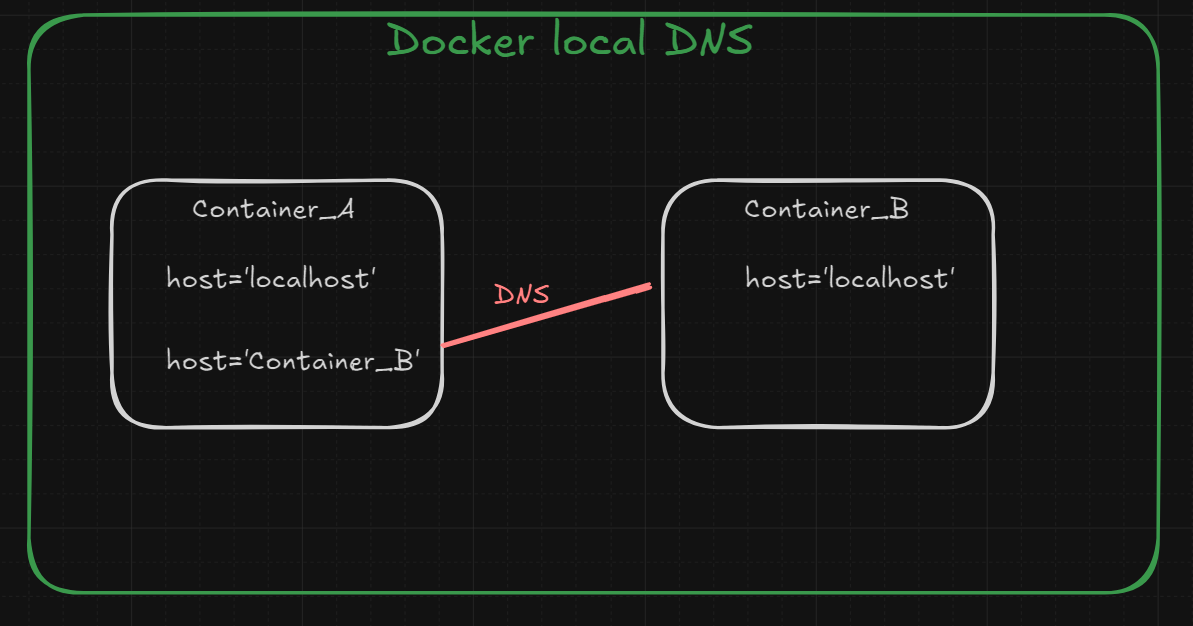 Docker local DNS
Container_A
host='localhost'
host='Container_B'
DNS
Container_B
host='localhost'